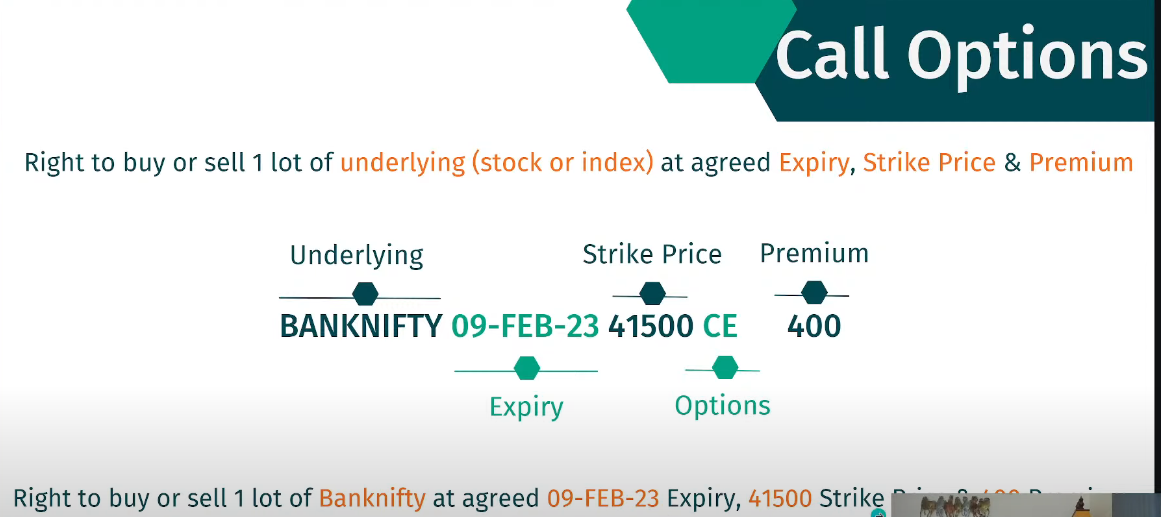 Call Options
Right to buy or sell 1 lot of underlying (stock or index) at agreed Expiry, Strike Price & Premium
Underlying Strike Price Premium
BANKNIFTY 09-FEB-23 41500 CE 400
Expiry Options
Right to buy or sell 1 lot of Banknifty at agreed 09-FEB-23 Expiry, 41500 Strike